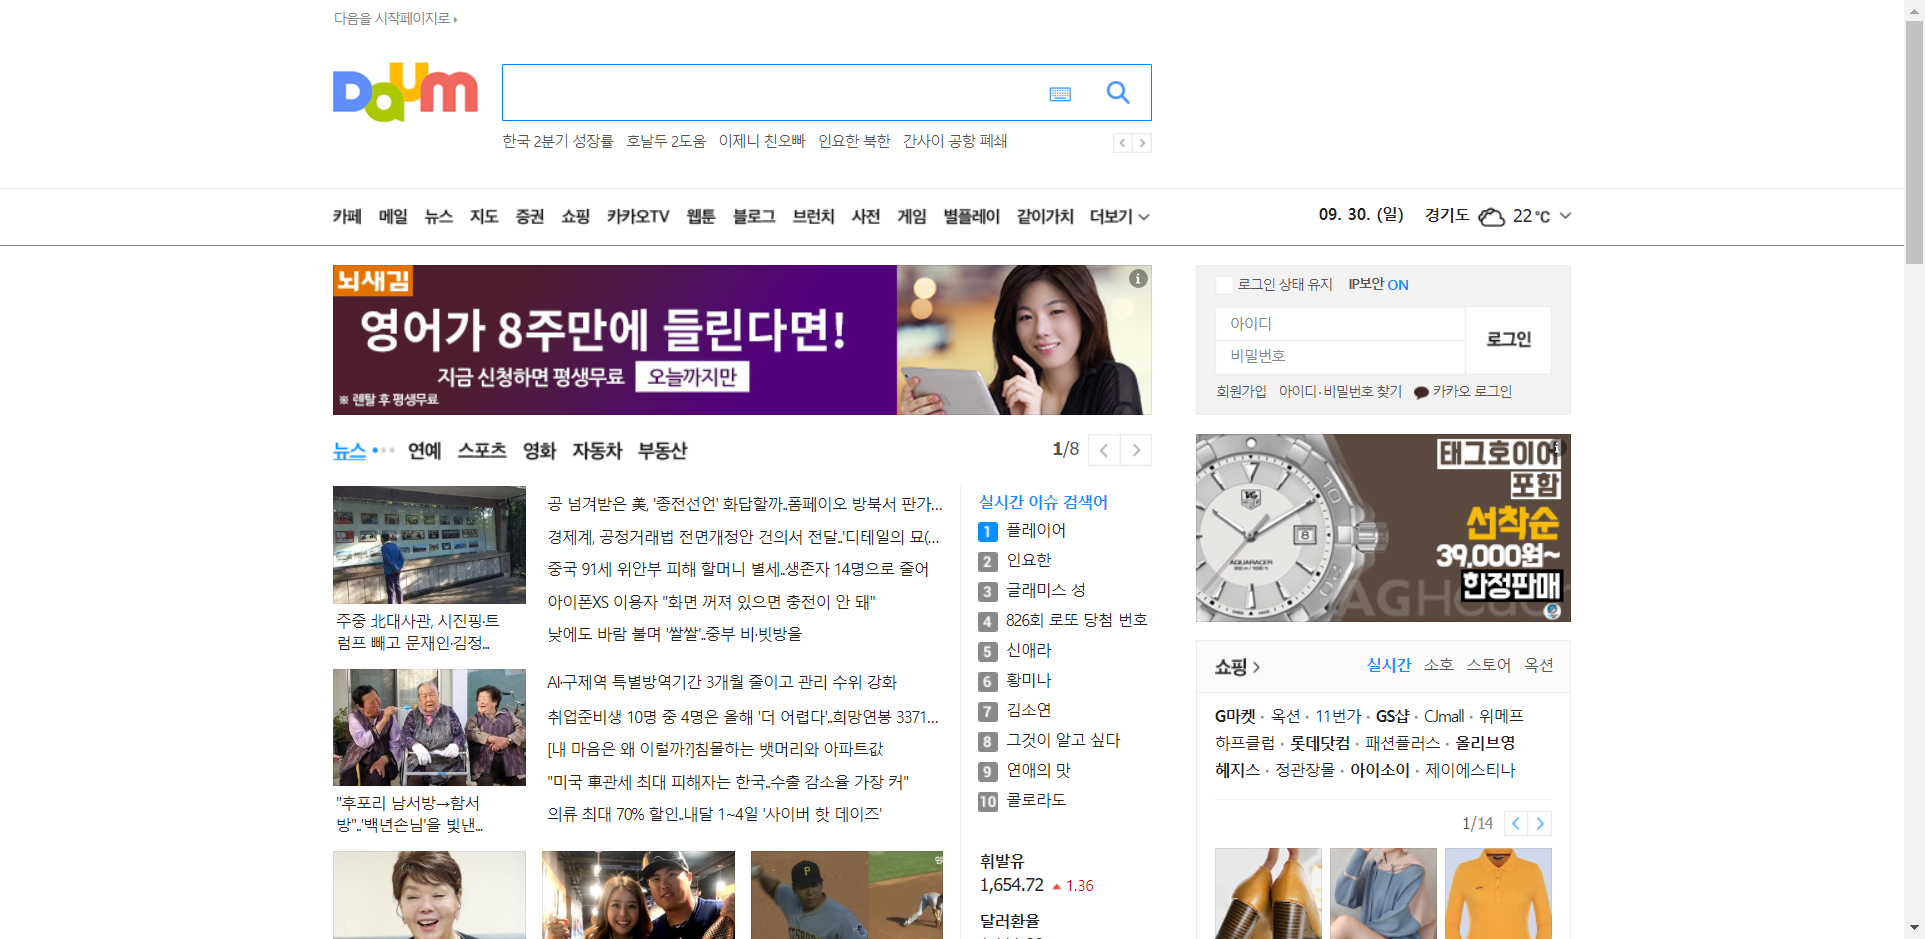 다음을 시작페이지로
Daum
한국 2분기 성장률 호날두 2도움 이제니 친오빠 인요한 북한 간사이 공항 폐쇄
카페 메일 뉴스 지도 증권 쇼핑 카카오TV 웹툰 블로그 브런치 사전 게임 별플레이 같이가치 더보기
09. 30. (일) 경기도 22℃
뇌새김
영어가 8주만에 들린다면!
지금 신청하면 평생무료 오늘까지만
※ 렌탈 후 평생무료
로그인 상태 유지 IP보안 ON
아이디
비밀번호
로그인
회원가입 아이디·비밀번호 찾기 카카오 로그인
뉴스 연예 스포츠 영화 자동차 부동산
1/8
주중 北대사관, 시진핑·트
럼프 빼고 문재인·김정...
"후포리 남서방→함서
방"..'백년손님'을 빛낸...
공 넘겨받은 美, '종전선언' 화답할까..폼페이오 방북서 판가...
경제계, 공정거래법 전면개정안 건의서 전달..'디테일의 묘(...
중국 91세 위안부 피해 할머니 별세..생존자 14명으로 줄어
아이폰XS 이용자 "화면 꺼져 있으면 충전이 안 돼"
낮에도 바람 불며 '쌀쌀'..중부 비·빗방울
AI·구제역 특별방역기간 3개월 줄이고 관리 수위 강화
취업준비생 10명 중 4명은 올해 '더 어렵다'..희망연봉 3371...
[내 마음은 왜 이럴까?]침몰하는 뱃머리와 아파트값
"미국 車관세 최대 피해자는 한국..수출 감소율 가장 커"
의류 최대 70% 할인..내달 1~4일 '사이버 핫 데이즈'
실시간 이슈 검색어
1 플레이어
2 인요한
3 글래미스 성
4 826회 로또 당첨 번호
5 신애라
6 황미나
7 김소연
8 그것이 알고 싶다
9 연애의 맛
10 콜로라도
휘발유
1,654.72 1.36
달러환율
태그호이어
포함
선착순
39,000원~
한정판매
AQUARACER
쇼핑 실시간 소호 스토어 옥션
G마켓 · 옥션 · 11번가 · GS샵 · CJmall · 위메프
하프클럽 · 롯데닷컴 · 패션플러스 · 올리브영
헤지스 · 정관장몰 · 아이소이 · 제이에스티나
1/14